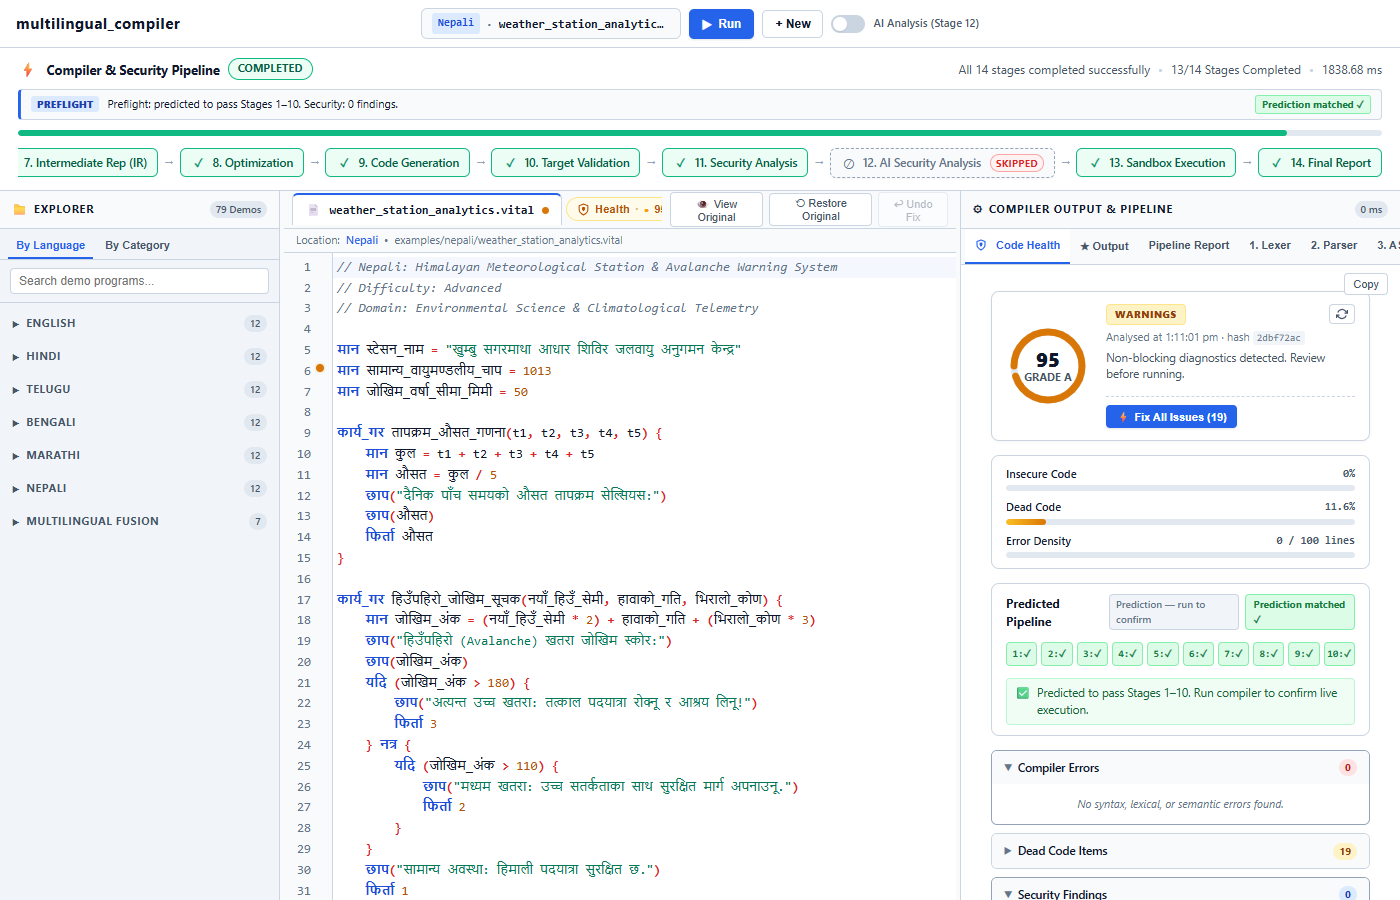 multilingual_compiler
Nepali · weather_station_analytic…
▶ Run
+ New
AI Analysis (Stage 12)
Compiler & Security Pipeline COMPLETED
All 14 stages completed successfully • 13/14 Stages Completed • 1838.68 ms
PREFLIGHT Preflight: predicted to pass Stages 1–10. Security: 0 findings.
Prediction matched ✓
7. Intermediate Rep (IR) → ✓ 8. Optimization → ✓ 9. Code Generation → ✓ 10. Target Validation → ✓ 11. Security Analysis → 12. AI Security Analysis SKIPPED → ✓ 13. Sandbox Execution → ✓ 14. Final Report
EXPLORER 79 Demos
By Language By Category
Search demo programs...
▶ ENGLISH 12
▶ HINDI 12
▶ TELUGU 12
▶ BENGALI 12
▶ MARATHI 12
▶ NEPALI 12
▶ MULTILINGUAL FUSION 7
weather_station_analytics.vital
Health ·
View Original
Restore Original
Undo Fix
Location: Nepali • examples/nepali/weather_station_analytics.vital
1 // Nepali: Himalayan Meteorological Station & Avalanche Warning System
2 // Difficulty: Advanced
3 // Domain: Environmental Science & Climatological Telemetry
4
5 मान स्टेसन_नाम = "खुम्बु सगरमाथा आधार शिविर जलवायु अनुगमन केन्द्र"
6 मान सामान्य_वायुमण्डलीय_चाप = 1013
7 मान जोखिम_वर्षा_सीमा_मिमी = 50
8
9 कार्य_गर तापक्रम_औसत_गणना(t1, t2, t3, t4, t5) {
10 मान कुल = t1 + t2 + t3 + t4 + t5
11 मान औसत = कुल / 5
12 छाप("दैनिक पाँच समयको औसत तापक्रम सेल्सियस:")
13 छाप(औसत)
14 फिर्ता औसत
15 }
16
17 कार्य_गर हिउँपहिरो_जोखिम_सूचक(नयाँ_हिउँ_सेमी, हावाको_गति, भिरालो_कोण) {
18 मान जोखिम_अंक = (नयाँ_हिउँ_सेमी * 2) + हावाको_गति + (भिरालो_कोण * 3)
19 छाप("हिउँपहिरो (Avalanche) खतरा जोखिम स्कोर:")
20 छाप(जोखिम_अंक)
21 यदि (जोखिम_अंक > 180) {
22 छाप("अत्यन्त उच्च खतरा: तत्काल पदयात्रा रोक्नू र आश्रय लिनू!")
23 फिर्ता 3
24 } नत्र {
25 यदि (जोखिम_अंक > 110) {
26 छाप("मध्यम खतरा: उच्च सतर्कताका साथ सुरक्षित मार्ग अपनाउनू.")
27 फिर्ता 2
28 }
29 }
30 छाप("सामान्य अवस्था: हिमाली पदयात्रा सुरक्षित छ.")
31 फिर्ता 1
COMPILER OUTPUT & PIPELINE 0 ms
Code Health ★ Output Pipeline Report 1. Lexer 2. Parser
Copy
95
GRADE A
WARNINGS
Analysed at 1:11:01 pm · hash 2dbf72ac
Non-blocking diagnostics detected. Review
before running.
Fix All Issues (19)
Insecure Code 0%
Dead Code 11.6%
Error Density 0 / 100 lines
Predicted Pipeline
Prediction — run to confirm
Prediction matched ✓
1:✓ 2:✓ 3:✓ 4:✓ 5:✓ 6:✓ 7:✓ 8:✓ 9:✓ 10:✓
Predicted to pass Stages 1–10. Run compiler to confirm live
execution.
▼ Compiler Errors 0
No syntax, lexical, or semantic errors found.
▶ Dead Code Items 19
▼ Security Findings 0